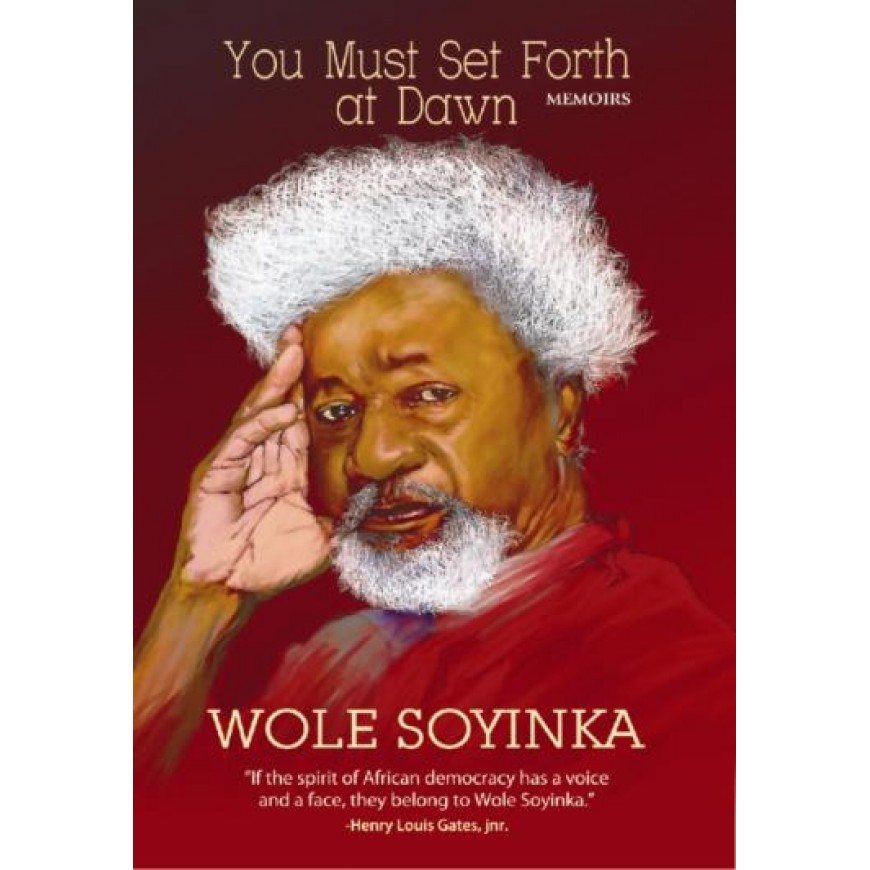 You Must Set Forth
at Dawn MEMOIRS
WOLE SOYINKA
"If the spirit of African democracy has a voice
and a face, they belong to Wole Soyinka."
-Henry Louis Gates, jnr.